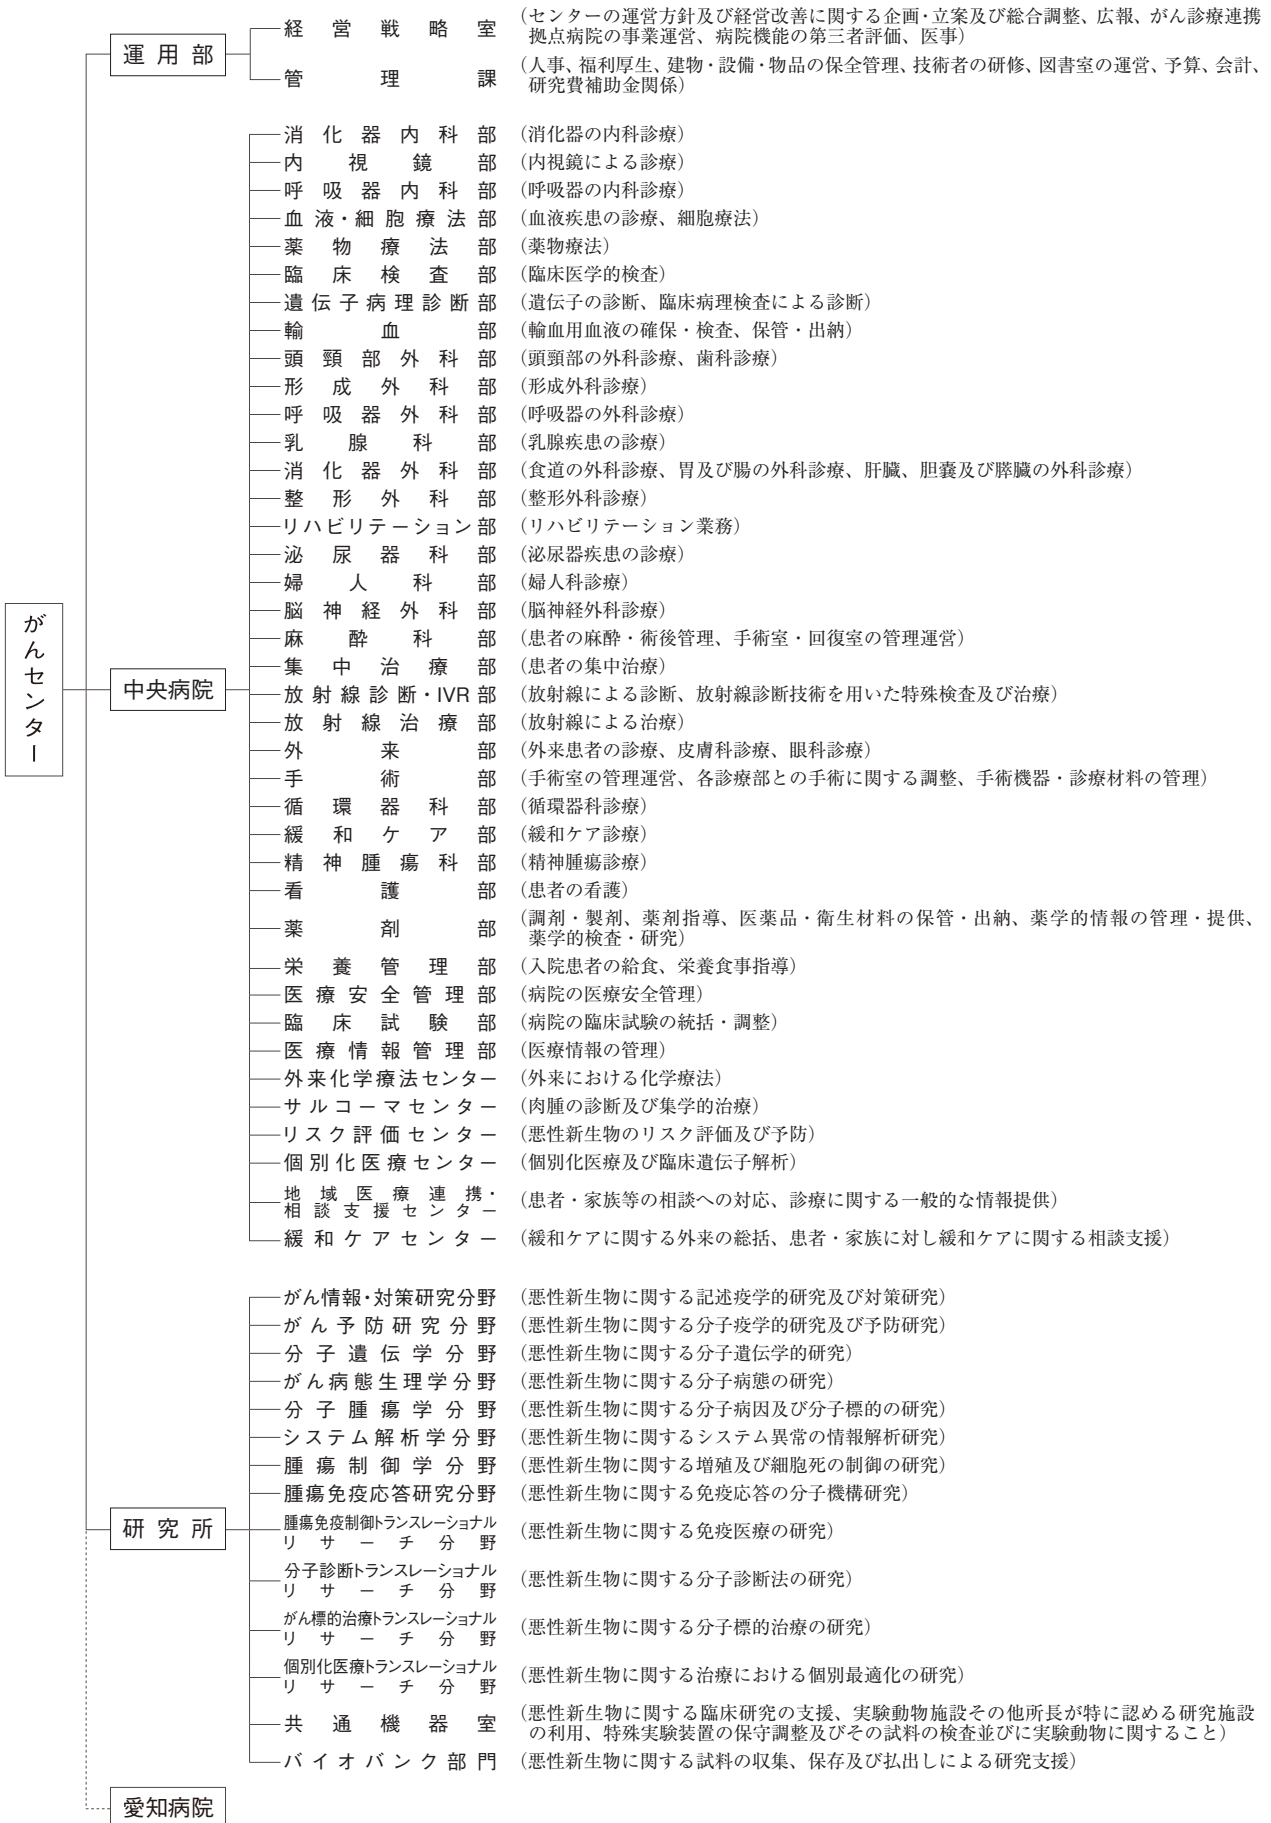 経営戦略室 (センターの運営方針及び経営改善に関する企画・立案及び総合調整、広報、がん診療連携
拠点病院の事業運営、病院機能の第三者評価、医事)
運用部
管理課 (人事、福利厚生、建物・設備・物品の保全管理、技術者の研修、図書室の運営、予算、会計、
研究費補助金関係)
消化器内科部 (消化器の内科診療)
内視鏡部 (内視鏡による診療)
呼吸器内科部 (呼吸器の内科診療)
血液・細胞療法部 (血液疾患の診療、細胞療法)
薬物療法部 (薬物療法)
臨床検査部 (臨床医学的検査)
遺伝子病理診断部 (遺伝子の診断、臨床病理検査による診断)
輸血部 (輸血用血液の確保・検査、保管・出納)
頭頸部外科部 (頭頸部の外科診療、歯科診療)
形成外科部 (形成外科診療)
呼吸器外科部 (呼吸器の外科診療)
乳腺科部 (乳腺疾患の診療)
消化器外科部 (食道の外科診療、胃及び腸の外科診療、肝臓、胆嚢及び膵臓の外科診療)
整形外科部 (整形外科診療)
リハビリテーション部 (リハビリテーション業務)
泌尿器科部 (泌尿器疾患の診療)
婦人科部 (婦人科診療)
脳神経外科部 (脳神経外科診療)
麻酔科部 (患者の麻酔・術後管理、手術室・回復室の管理運営)
集中治療部 (患者の集中治療)
がんセンター
中央病院
放射線診断・IVR部 (放射線による診断、放射線診断技術を用いた特殊検査及び治療)
放射線治療部 (放射線による治療)
外来部 (外来患者の診療、皮膚科診療、眼科診療)
手術部 (手術室の管理運営、各診療部との手術に関する調整、手術機器・診療材料の管理)
循環器科部 (循環器科診療)
緩和ケア部 (緩和ケア診療)
精神腫瘍科部 (精神腫瘍診療)
看護部 (患者の看護)
薬剤部 (調剤・製剤、薬剤指導、医薬品・衛生材料の保管・出納、薬学的情報の管理・提供、
薬学的検査・研究)
栄養管理部 (入院患者の給食、栄養食事指導)
医療安全管理部 (病院の医療安全管理)
臨床試験部 (病院の臨床試験の統括・調整)
医療情報管理部 (医療情報の管理)
外来化学療法センター (外来における化学療法)
サルコーマセンター (肉腫の診断及び集学的治療)
リスク評価センター (悪性新生物のリスク評価及び予防)
個別化医療センター (個別化医療及び臨床遺伝子解析)
地域医療連携・
相談支援センター (患者・家族等の相談への対応、診療に関する一般的な情報提供)
緩和ケアセンター (緩和ケアに関する外来の総括、患者・家族に対し緩和ケアに関する相談支援)
がん情報・対策研究分野 (悪性新生物に関する記述疫学的研究及び対策研究)
がん予防研究分野 (悪性新生物に関する分子疫学的研究及び予防研究)
分子遺伝学分野 (悪性新生物に関する分子遺伝学的研究)
がん病態生理学分野 (悪性新生物に関する分子病態の研究)
分子腫瘍学分野 (悪性新生物に関する分子病因及び分子標的の研究)
システム解析学分野 (悪性新生物に関するシステム異常の情報解析研究)
腫瘍制御学分野 (悪性新生物に関する増殖及び細胞死の制御の研究)
腫瘍免疫応答研究分野 (悪性新生物に関する免疫応答の分子機構研究)
研究所
腫瘍免疫制御トランスレーショナル
リサーチ分野 (悪性新生物に関する免疫医療の研究)
分子診断トランスレーショナル
リサーチ分野 (悪性新生物に関する分子診断法の研究)
がん標的治療トランスレーショナル
リサーチ分野 (悪性新生物に関する分子標的治療の研究)
個別化医療トランスレーショナル
リサーチ分野 (悪性新生物に関する治療における個別最適化の研究)
共通機器室 (悪性新生物に関する臨床研究の支援、実験動物施設その他所長が特に認める研究施設
の利用、特殊実験装置の保守調整及びその試料の検査並びに実験動物に関すること)
バイオバンク部門 (悪性新生物に関する試料の収集、保存及び払出しによる研究支援)
愛知病院